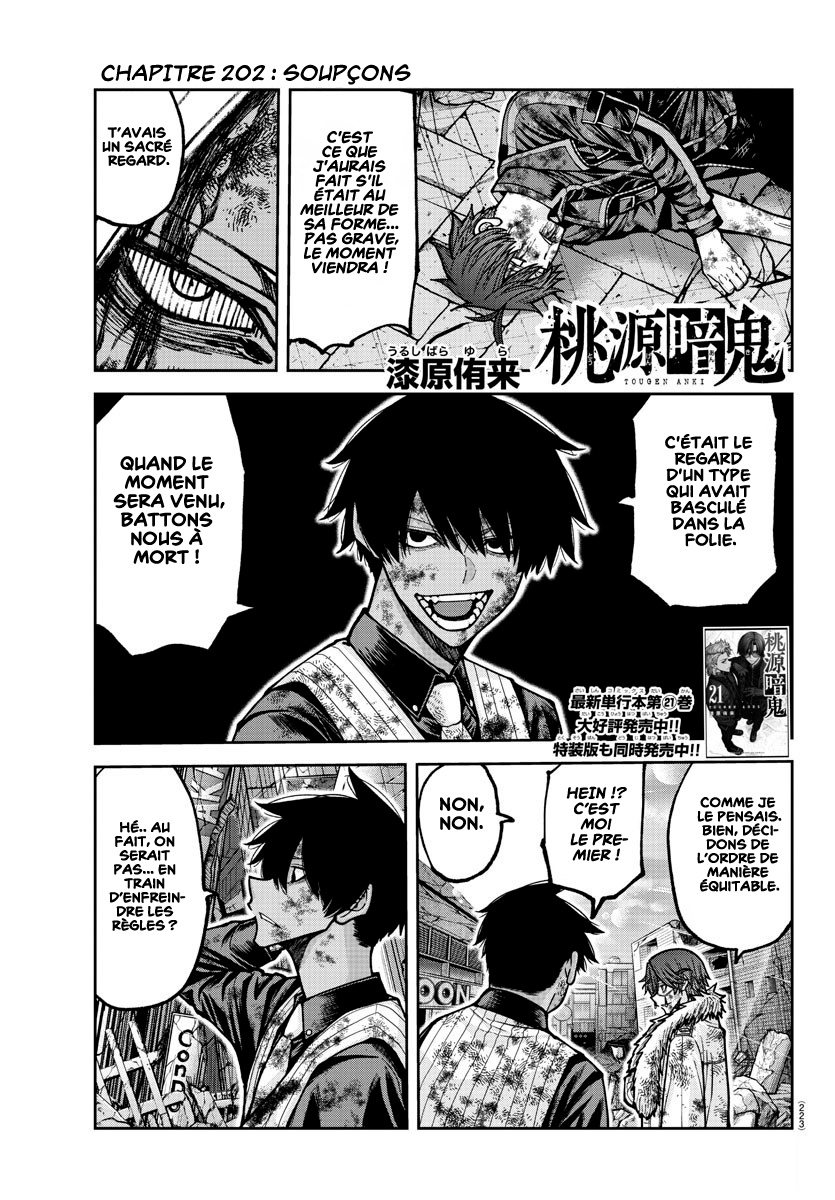 CHAPITRE 202 : SOUPÇONS
C'EST
CE QUE
J'AURAIS
FAIT S'IL
ÉTAIT AU
MEILLEUR DE
SA FORME...
PAS GRAVE,
LE MOMENT
VIENDRA !
T'AVAIS
UN SACRÉ
REGARD.
桃源暗鬼
TOUGEN ANKI
うるしばら ゆら
漆原侑来
C'ÉTAIT LE
REGARD
D'UN TYPE
QUI AVAIT
BASCULÉ
DANS LA
FOLIE.
QUAND LE
MOMENT
SERA VENU,
BATTONS
NOUS À
MORT !
桃源暗鬼
21
最新単行本第㉑巻
大好評発売中!!
特装版も同時発売中!!
COMME JE
LE PENSAIS.
BIEN, DÉCI-
DONS DE
L'ORDRE DE
MANIÈRE
ÉQUITABLE.
HEIN !?
C'EST
MOI
LE PRE-
MIER !
NON,
NON.
OON
HÉ.. AU
FAIT, ON
SERAIT
PAS... EN
TRAIN
D'ENFREIN-
DRE LES
RÈGLES ?
(223)